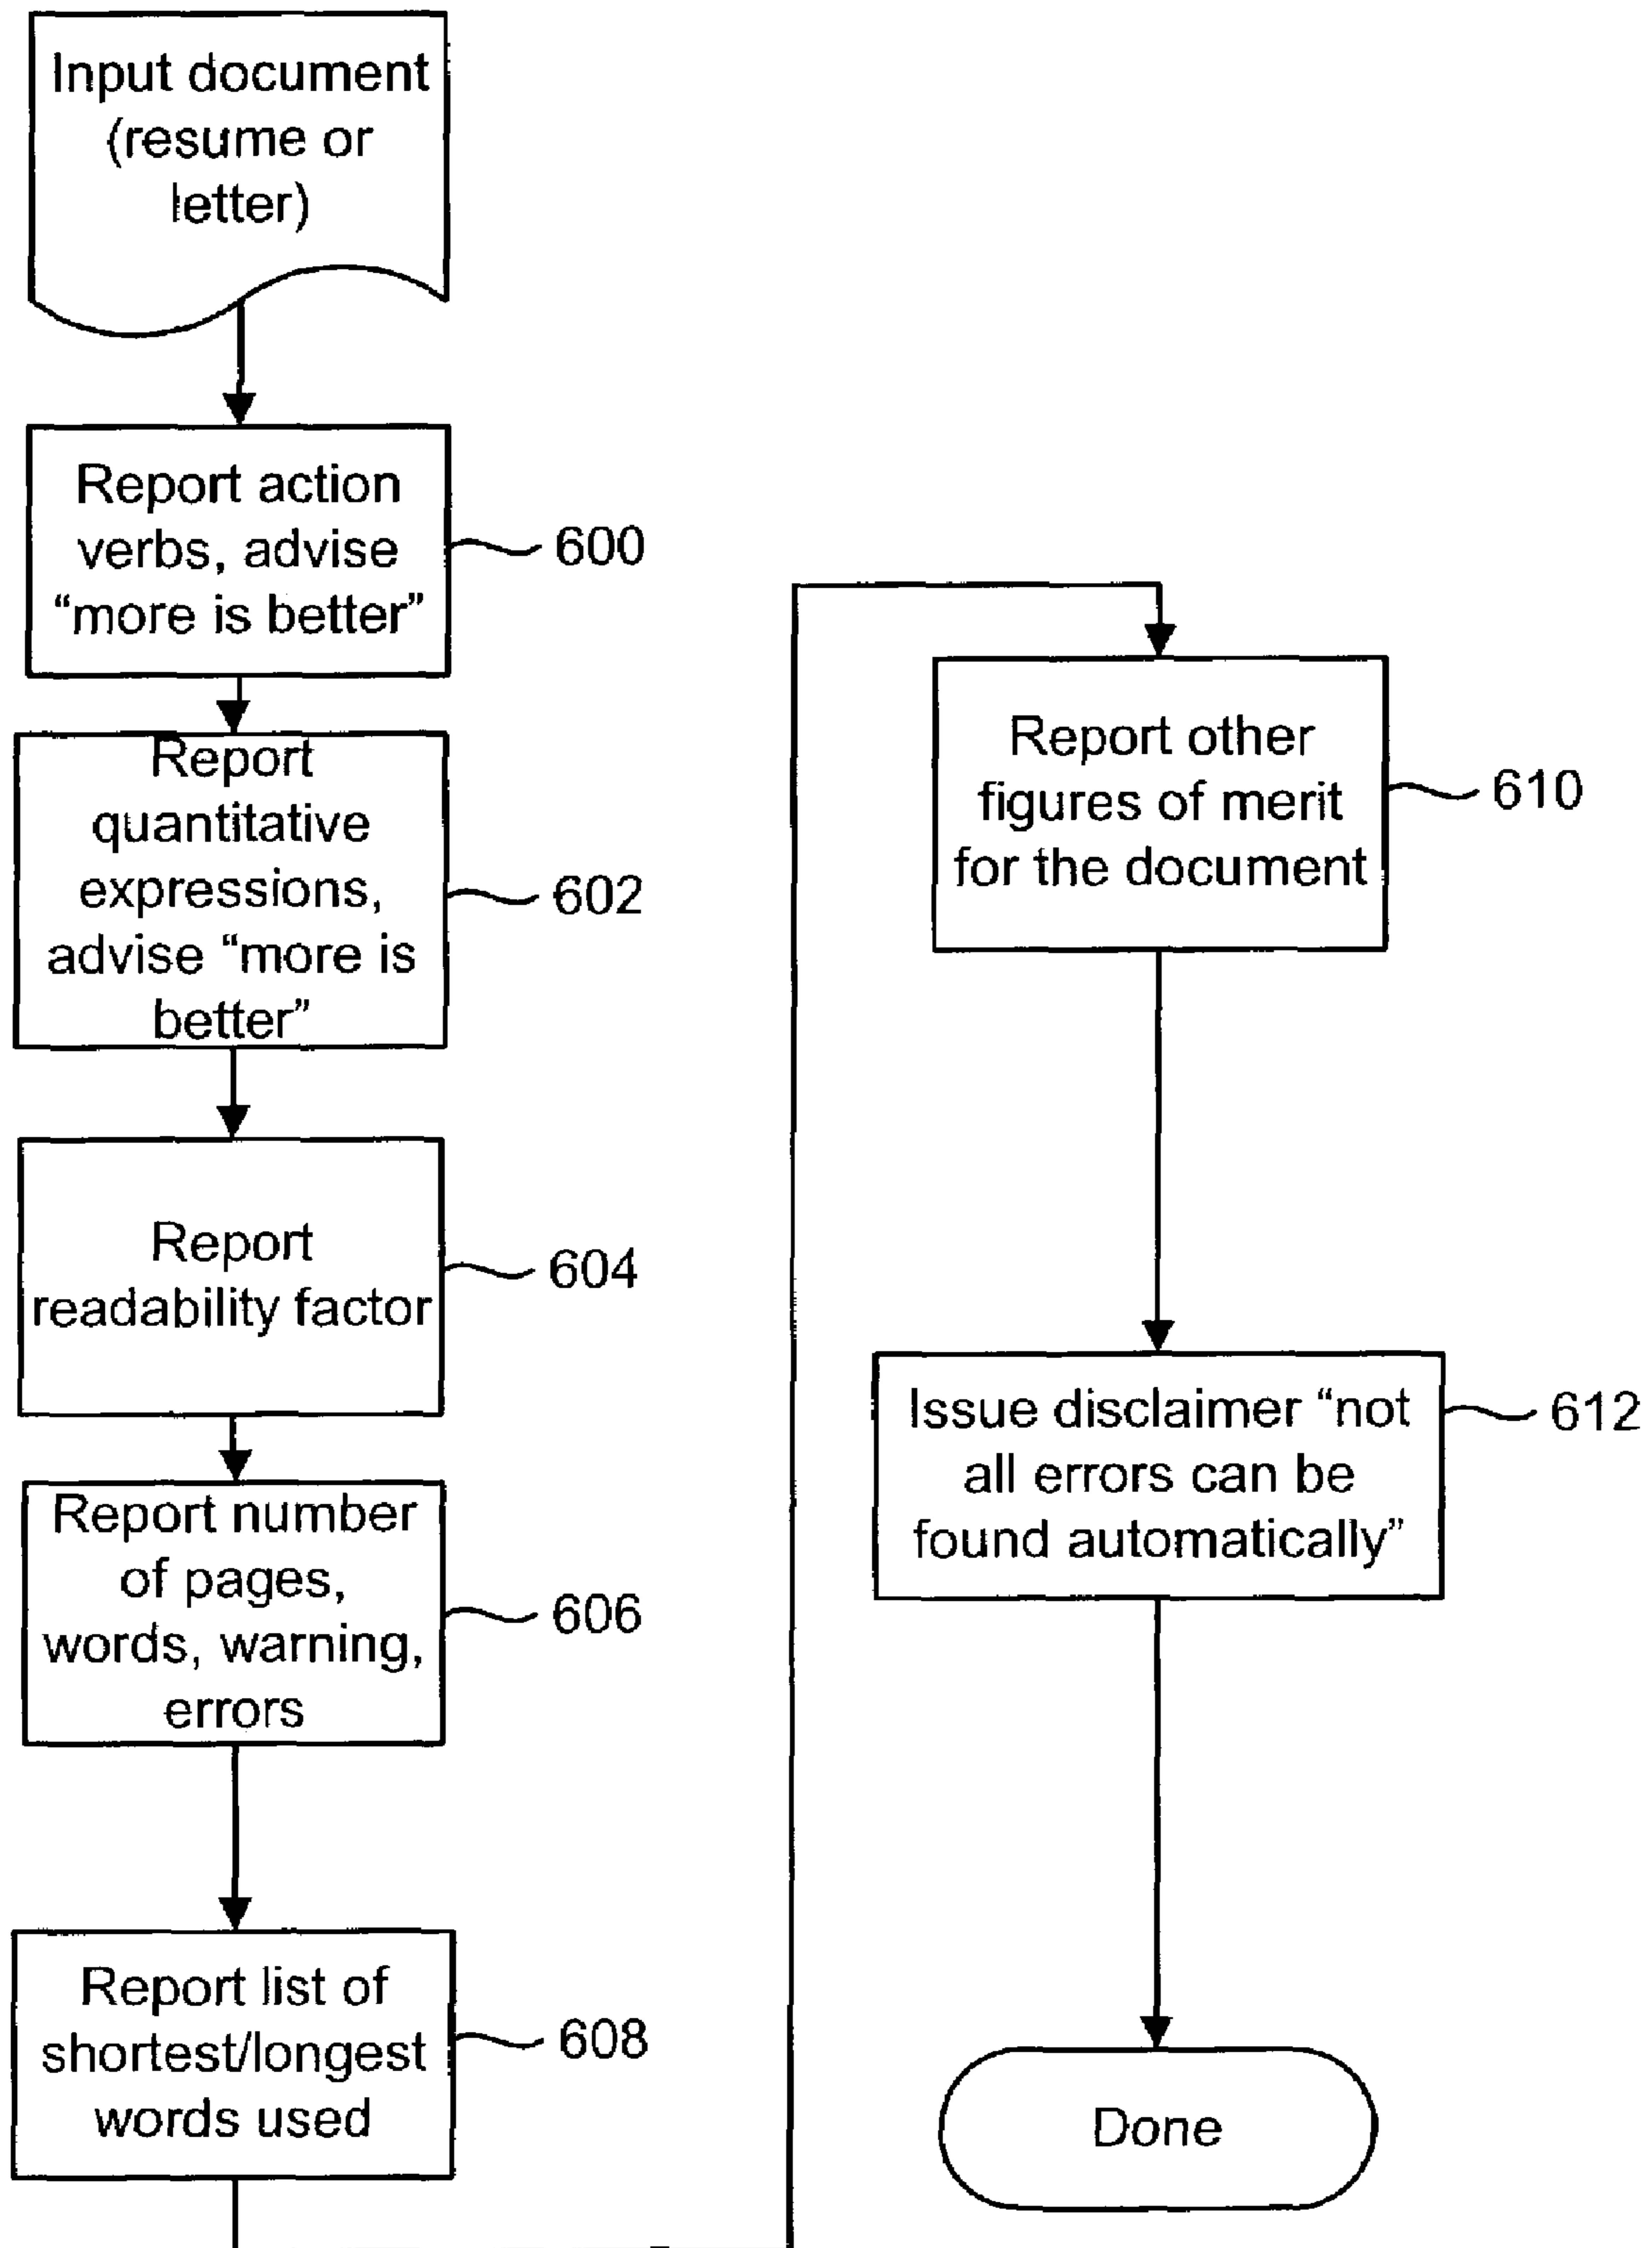 Input document
(resume or
letter)
Report action
verbs, advise
“more is better”
600
Report
quantitative
expressions,
advise “more is
better”
602
Report
readability factor
604
Report number
of pages,
words, warning,
errors
606
Report list of
shortest/longest
words used
608
Report other
figures of merit
for the document
610
Issue disclaimer “not
all errors can be
found automatically”
612
Done